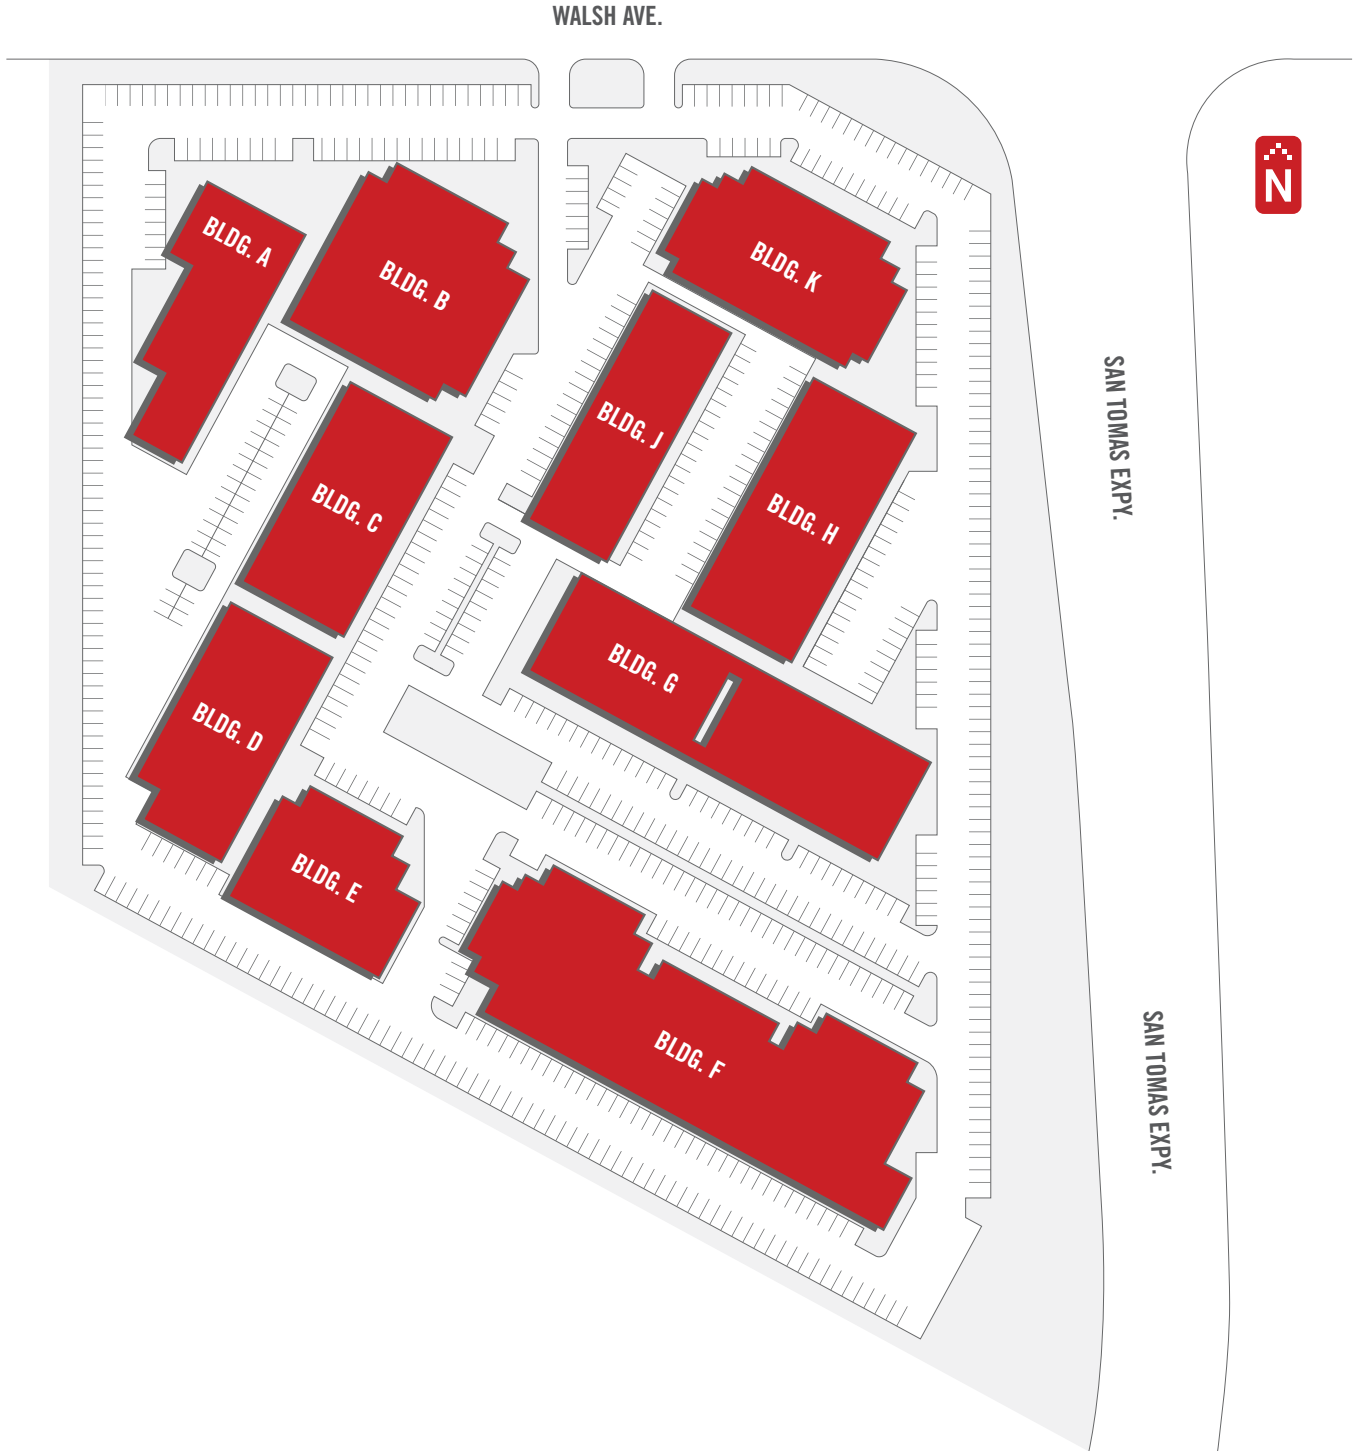 WALSH AVE.
N
BLDG. A
BLDG. B
BLDG. K
SAN TOMAS EXPY.
BLDG. J
BLDG. C
BLDG. H
BLDG. G
BLDG. D
BLDG. E
BLDG. F
SAN TOMAS EXPY.